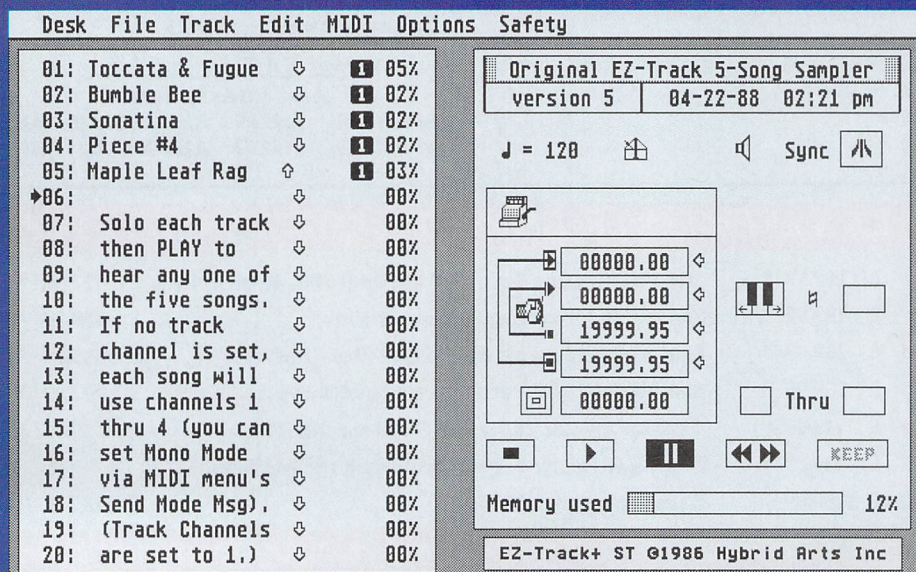 Desk File Track Edit MIDI Options Safety
01: Toccata & Fugue 1 05%
02: Bumble Bee 1 02%
03: Sonatina 1 02%
04: Piece #4 1 02%
05: Maple Leaf Rag 1 03%
06: 00%
07: Solo each track 00%
08: then PLAY to 00%
09: hear any one of 00%
10: the five songs. 00%
11: If no track 00%
12: channel is set, 00%
13: each song will 00%
14: use channels 1 00%
15: thru 4 (you can 00%
16: set Mono Mode 00%
17: via MIDI menu's 00%
18: Send Mode Msg). 00%
19: (Track Channels 00%
20: are set to 1.) 00%
Original EZ-Track 5-Song Sampler
version 5 04-22-88 02:21 pm
♩ = 120 Sync
00000.00
00000.00
♮
19999.95
19999.95
00000.00 Thru
KEEP
Memory used 12%
EZ-Track+ ST ©1986 Hybrid Arts Inc